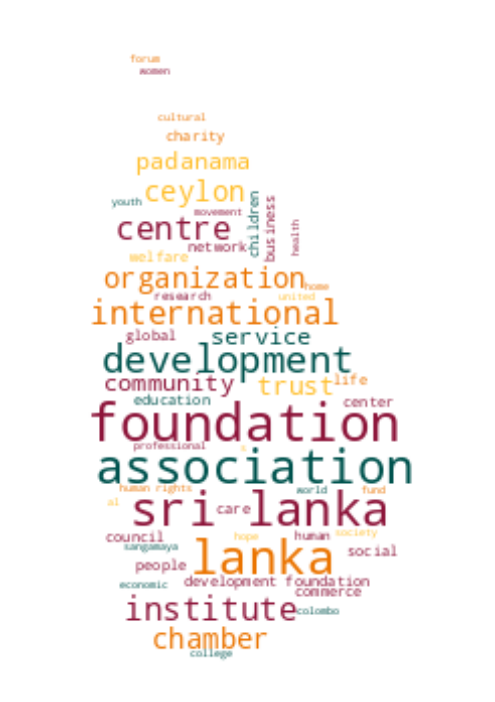 forum
women
cultural
charity
padanama
ceylon
children
business
youth
movement
health
centre
network
welfare
organization
home
research
united
international
global
service
development
community
trust
life
education
center
foundation
professional
association
human rights
world
fund
al
sri lanka
care
council
hope
human
society
sangamaya
lanka
social
people
economic
development foundation
commerce
institute
colombo
chamber
college